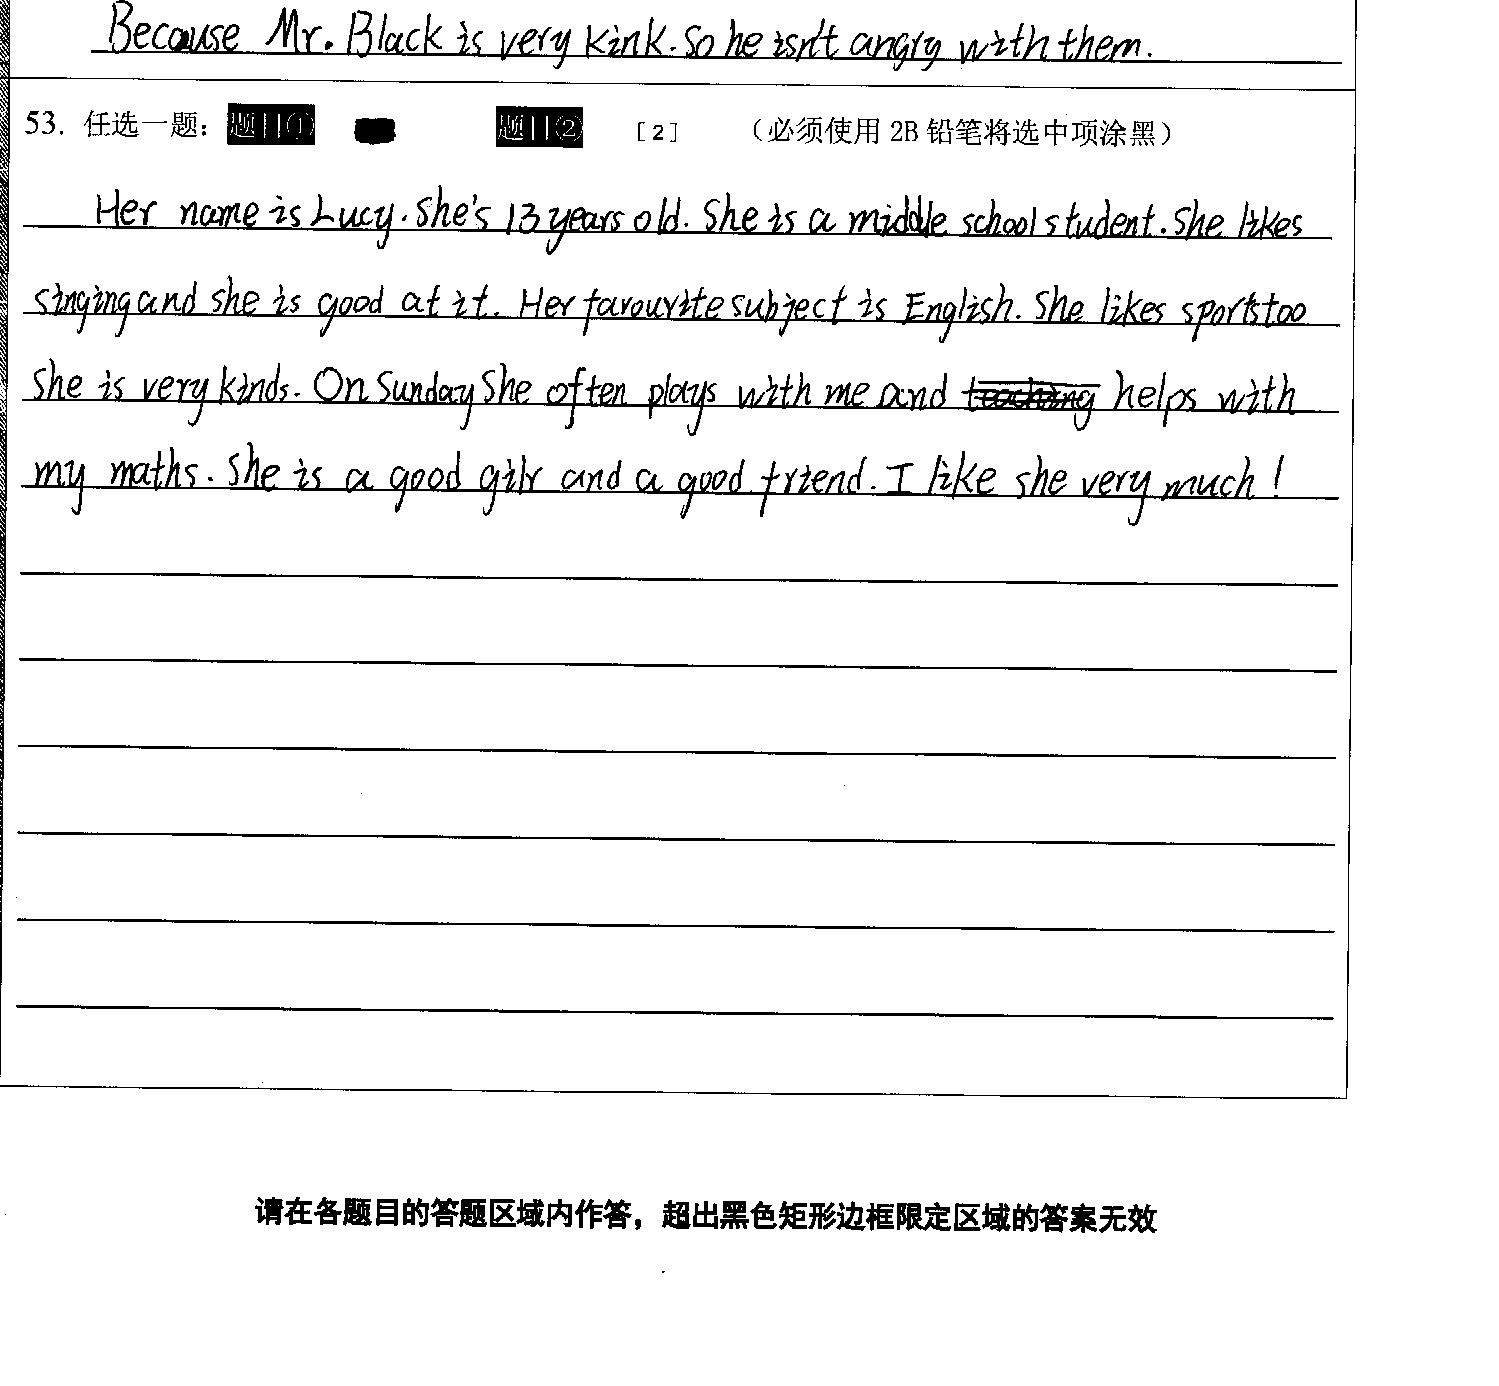 Because Mr. Black is very kink. So he isn't angry with them.
53. 任选一题： 题目① 题目② [2] （必须使用 2B 铅笔将选中项涂黑）
Her name is Lucy. She's 13 years old. She is a middle school student. She likes
singing and she is good at it. Her favourite subject is English. She likes sports too
She is very kinds. On Sunday She often plays with me and teaching helps with
my maths. She is a good gilr and a good friend. I like she very much!
请在各题目的答题区域内作答，超出黑色矩形边框限定区域的答案无效